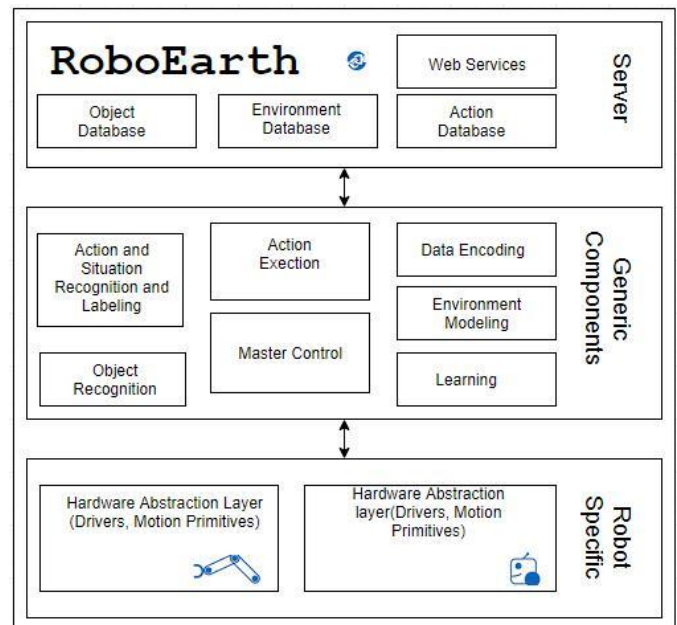 RoboEarth
Web Services
Object
Database
Environment
Database
Action
Database
Server
Action and
Situation
Recognition and
Labeling
Action
Exection
Data Encoding
Environment
Modeling
Master Control
Object
Recognition
Learning
Generic
Components
Hardware Abstraction Layer
(Drivers, Motion Primitives)
Hardware Abstraction
layer(Drivers, Motion
Primitives)
Robot
Specific